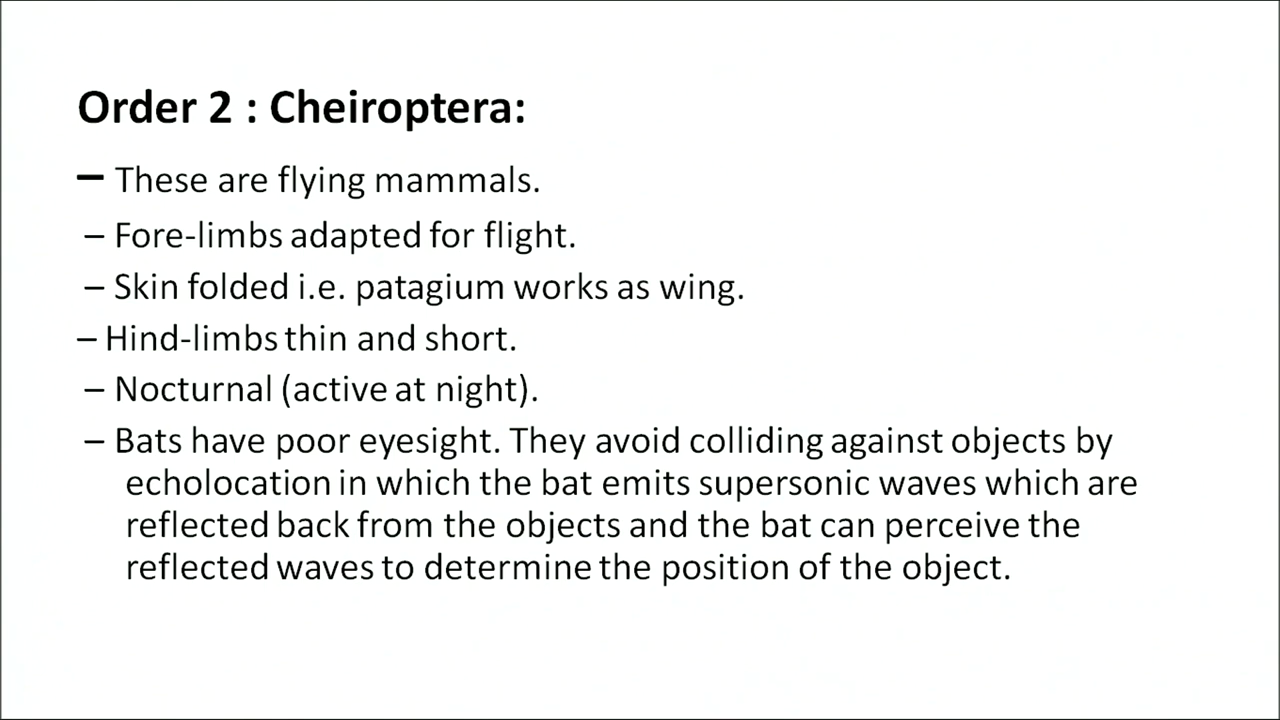 Order 2 : Cheiroptera:
– These are flying mammals.
– Fore-limbs adapted for flight.
– Skin folded i.e. patagium works as wing.
– Hind-limbs thin and short.
– Nocturnal (active at night).
– Bats have poor eyesight. They avoid colliding against objects by
echolocation in which the bat emits supersonic waves which are
reflected back from the objects and the bat can perceive the
reflected waves to determine the position of the object.